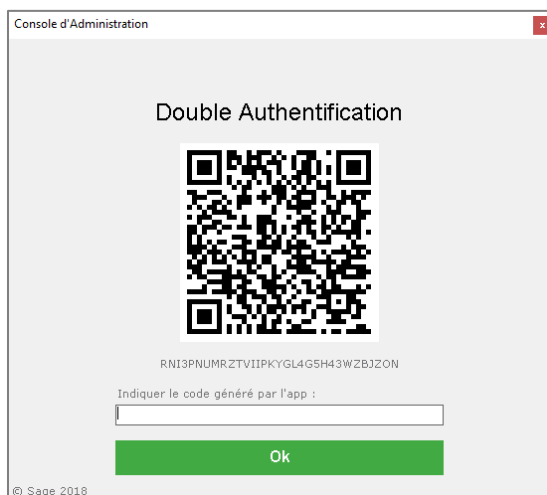 Console d'Administration
x
Double Authentification
RNI3PNUMRZTVIIPKYGL4G5H43WZBJZON
Indiquer le code généré par l'app :
Ok
© Sage 2018